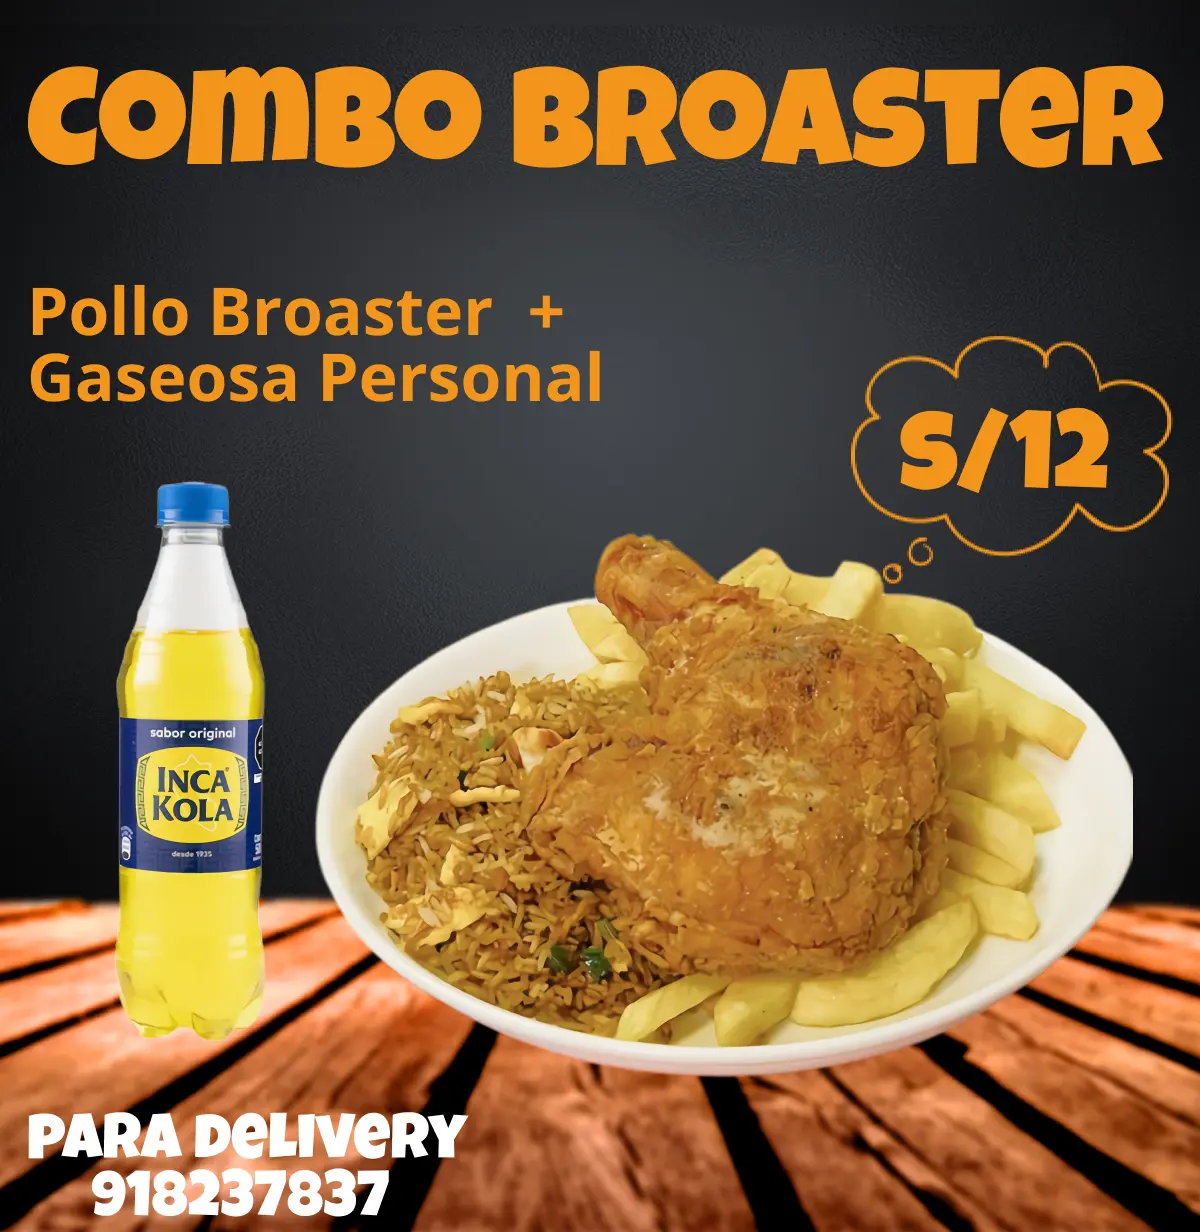 COMBO BROASTER
Pollo Broaster +
Gaseosa Personal
S/12
sabor original
INCA
KOLA
desde 1935
PARA DELIVERY
918237837